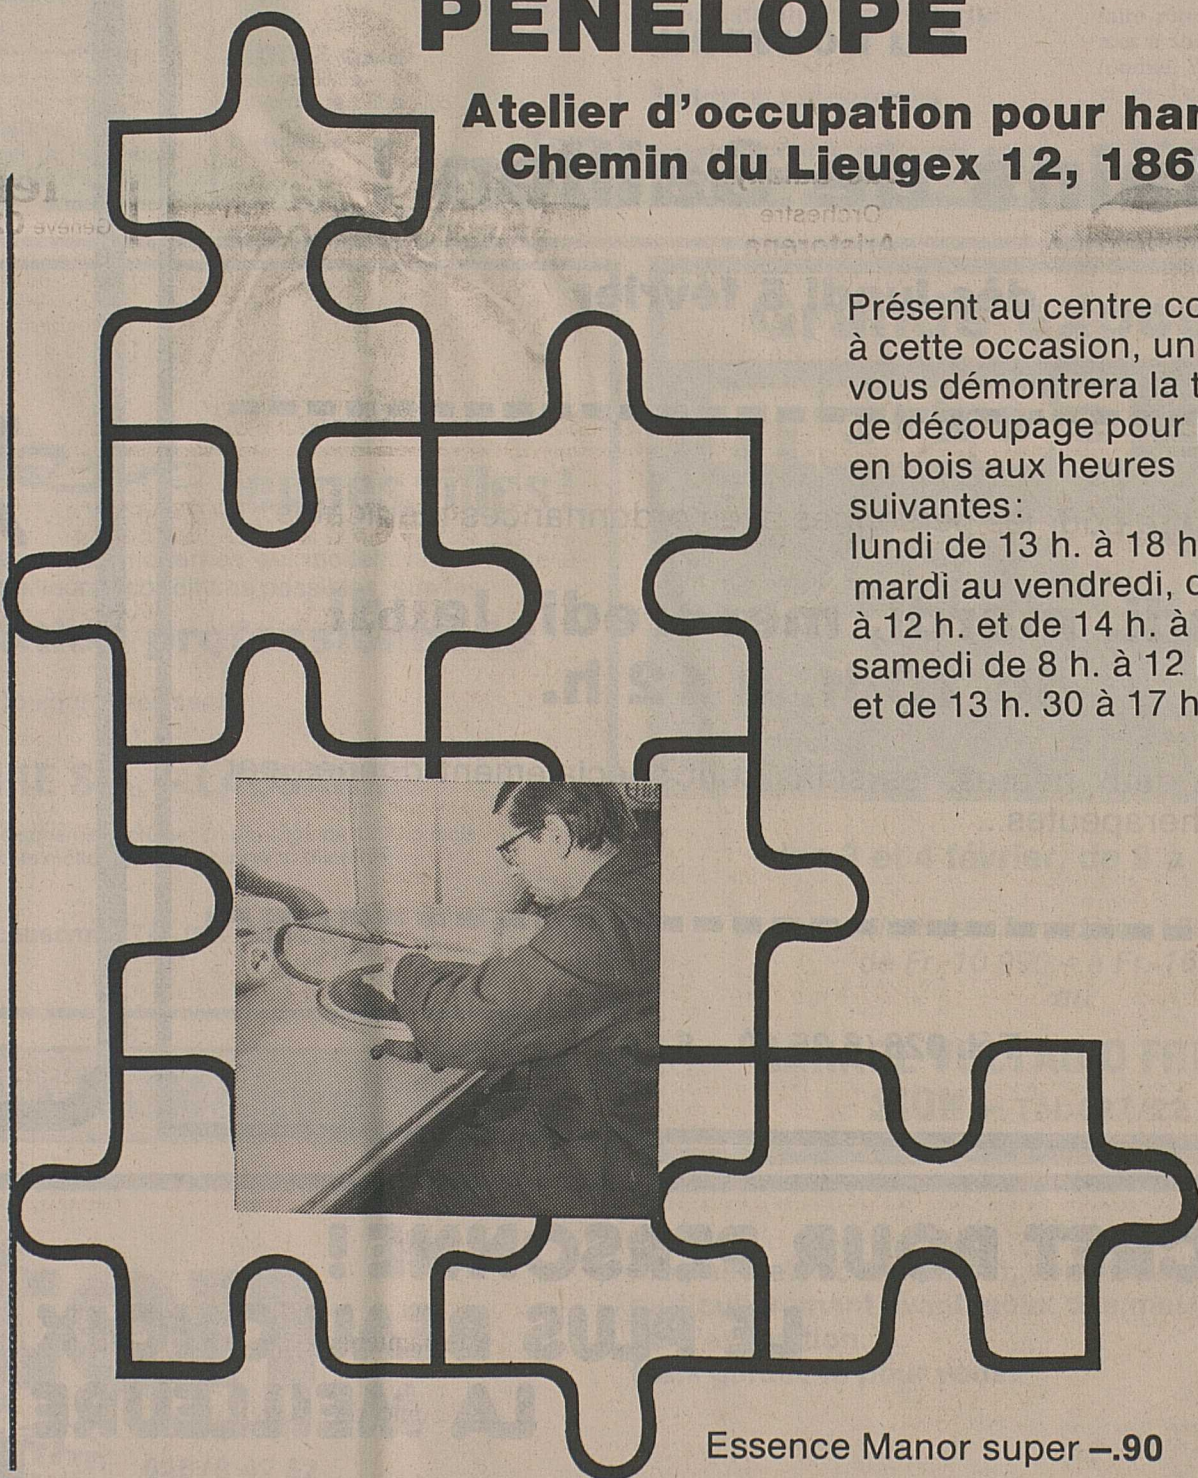 PENELOPE
Atelier d'occupation pour
Chemin du Lieugex 12, 186
Présent au centre
à cette occasion, un
vous démontrera la
de découpage pour
en bois aux heures
suivantes:
lundi de 13 h. à 18 h
mardi au vendredi,
à 12 h. et de 14 h. à
samedi de 8 h. à 12
et de 13 h. 30 à 17 h
Essence Manor super –.90